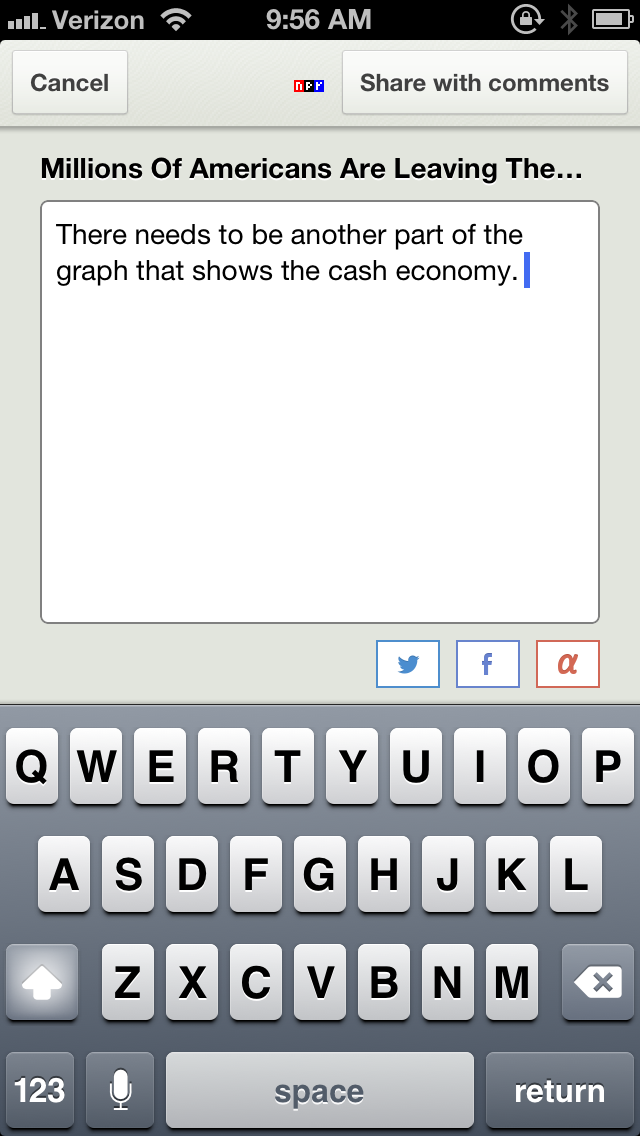 Verizon 9:56 AM
Cancel npr Share with comments
Millions Of Americans Are Leaving The...
There needs to be another part of the
graph that shows the cash economy.
f α
Q W E R T Y U I O P
A S D F G H J K L
Z X C V B N M
123 space return